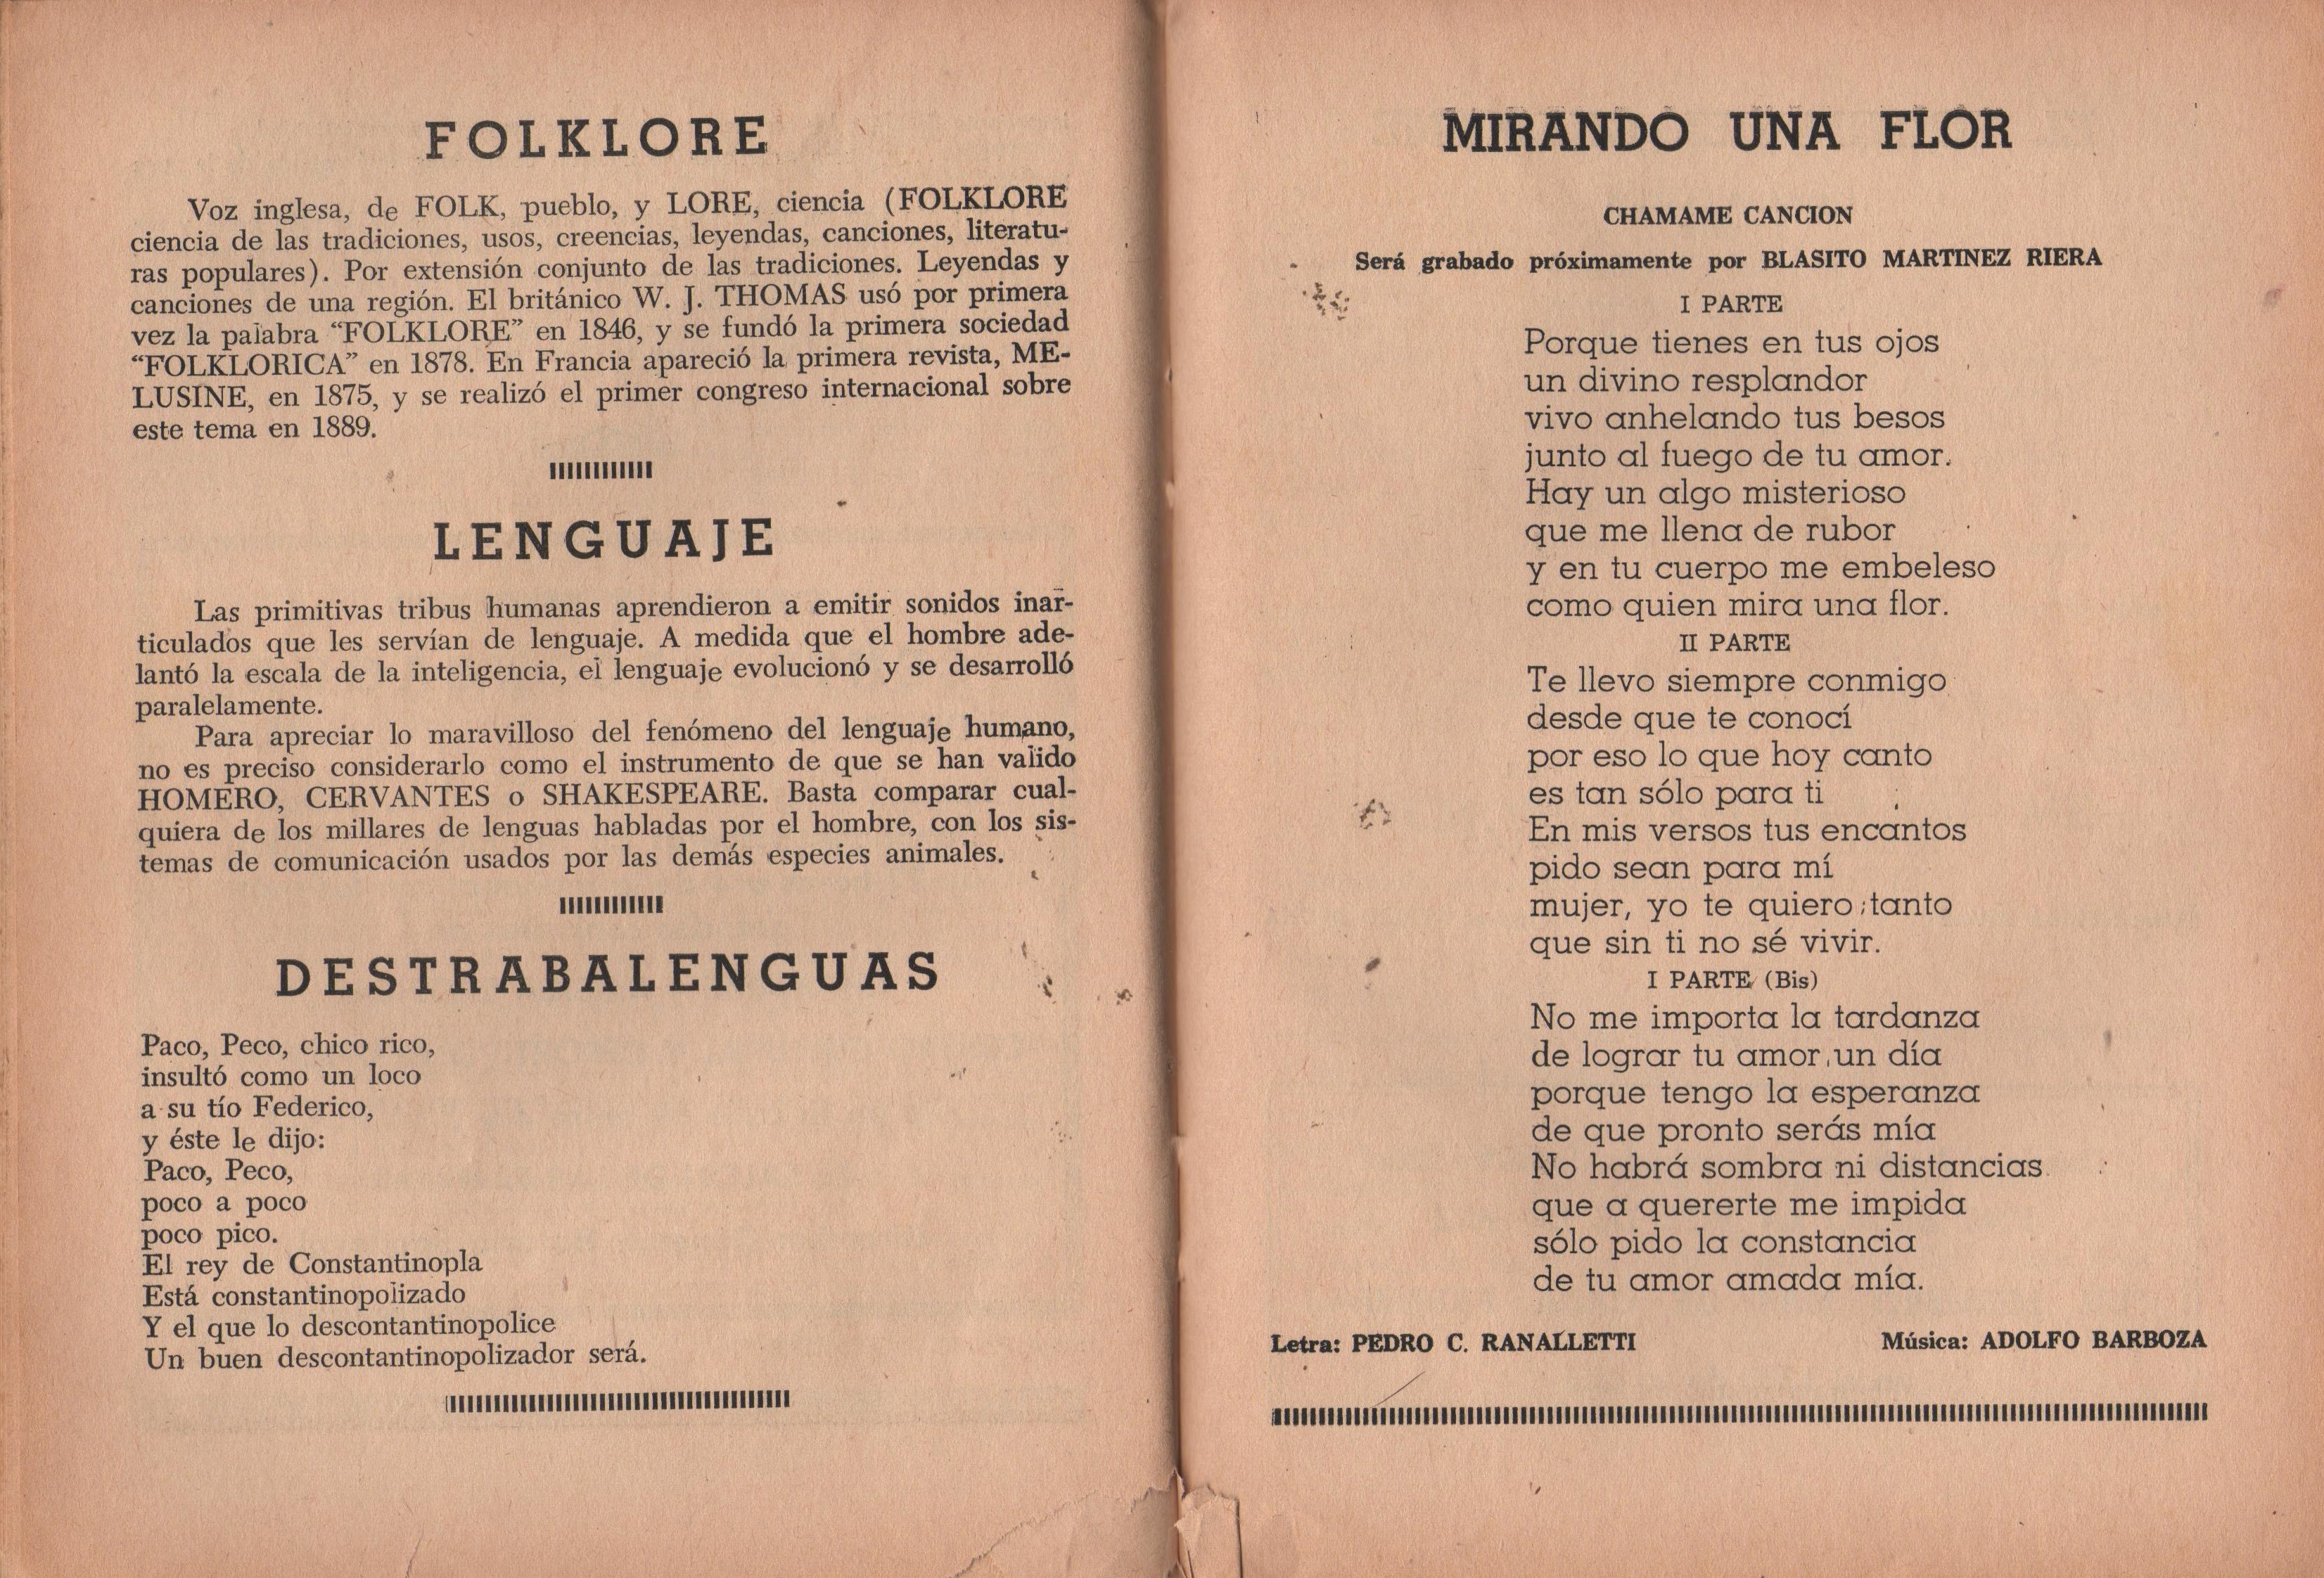 FOLKLORE
Voz inglesa, de FOLK, pueblo, y LORE, ciencia (FOLKLORE
ciencia de las tradiciones, usos, creencias, leyendas, canciones, literatu-
ras populares). Por extensión conjunto de las tradiciones. Leyendas y
canciones de una región. El británico W. J. THOMAS usó por primera
vez la palabra “FOLKLORE” en 1846, y se fundó la primera sociedad
“FOLKLORICA” en 1878. En Francia apareció la primera revista, ME-
LUSINE, en 1875, y se realizó el primer congreso internacional sobre
este tema en 1889.
LENGUAJE
Las primitivas tribus humanas aprendieron a emitir sonidos inar-
ticulados que les servían de lenguaje. A medida que el hombre ade-
lantó la escala de la inteligencia, el lenguaje evolucionó y se desarrolló
paralelamente.
Para apreciar lo maravilloso del fenómeno del lenguaje humano,
no es preciso considerarlo como el instrumento de que se han valido
HOMERO, CERVANTES o SHAKESPEARE. Basta comparar cual-
quiera de los millares de lenguas habladas por el hombre, con los sis-
temas de comunicación usados por las demás especies animales.
DESTRABALENGUAS
Paco, Peco, chico rico,
insultó como un loco
a su tío Federico,
y éste le dijo:
Paco, Peco,
poco a poco
poco pico.
El rey de Constantinopla
Está constantinopolizado
Y el que lo descontantinopolice
Un buen descontantinopolizador será.
MIRANDO UNA FLOR
CHAMAME CANCION
Será grabado próximamente por BLASITO MARTINEZ RIERA
I PARTE
Porque tienes en tus ojos
un divino resplandor
vivo anhelando tus besos
junto al fuego de tu amor.
Hay un algo misterioso
que me llena de rubor
y en tu cuerpo me embeleso
como quien mira una flor.
II PARTE
Te llevo siempre conmigo
desde que te conocí
por eso lo que hoy canto
es tan sólo para ti
En mis versos tus encantos
pido sean para mí
mujer, yo te quiero tanto
que sin ti no sé vivir.
I PARTE (Bis)
No me importa la tardanza
de lograr tu amor un día
porque tengo la esperanza
de que pronto serás mía
No habrá sombra ni distancias
que a quererte me impida
sólo pido la constancia
de tu amor amada mía.
Letra: PEDRO C. RANALLETTI Música: ADOLFO BARBOZA